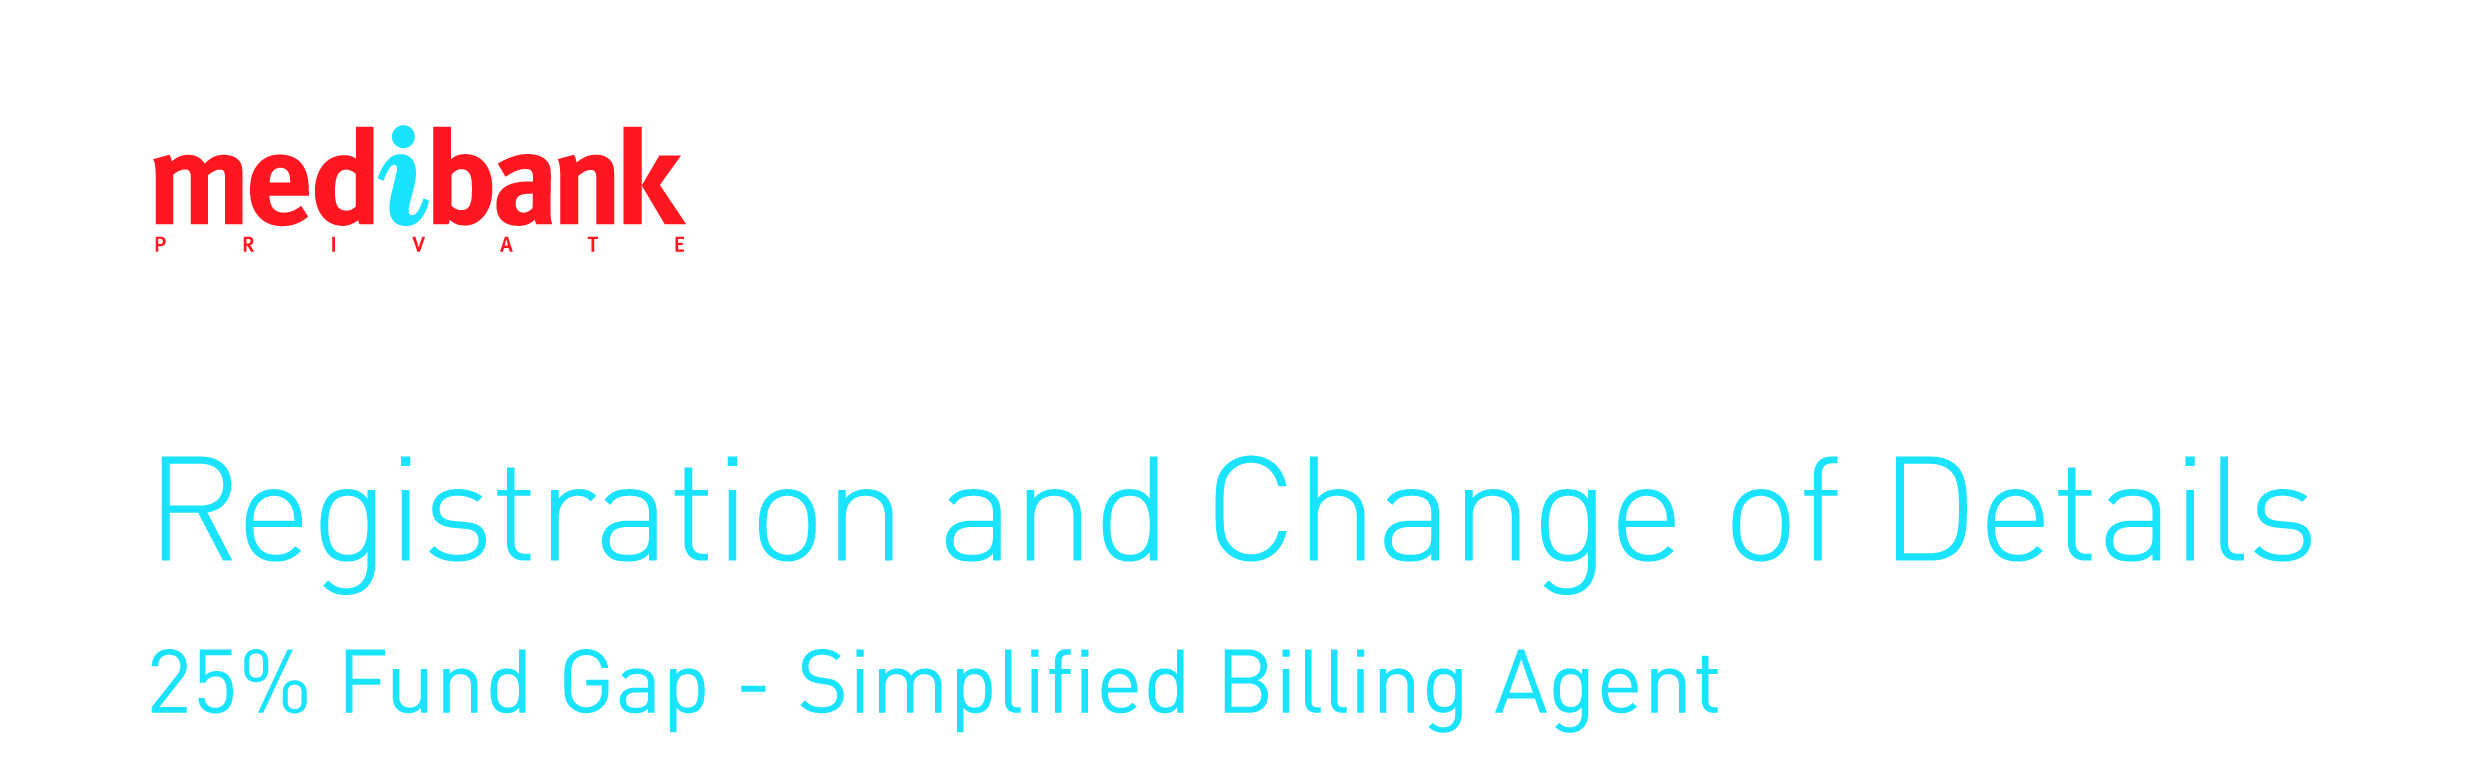 medibank
PRIVATE
Registration and Change of Details
25% Fund Gap - Simplified Billing Agent